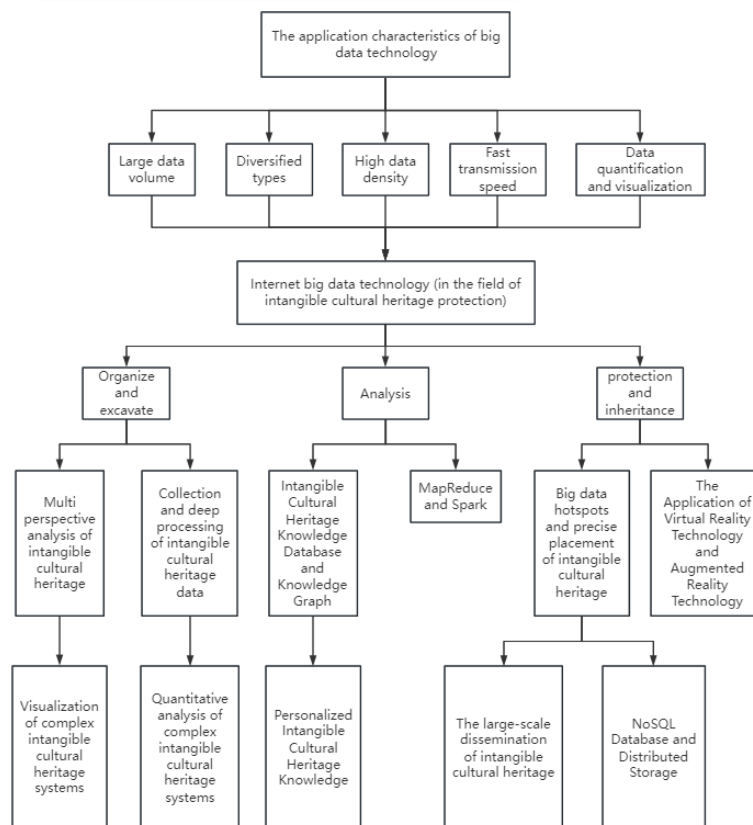 The application characteristics of big
data technology
Large data
volume
Diversified
types
High data
density
Fast
transmission
speed
Data
quantification
and visualization
Internet big data technology (in the field of
intangible cultural heritage protection)
Organize
and
excavate
Analysis
protection
and
inheritance
Multi
perspective
analysis of
intangible
cultural
heritage
Collection
and deep
processing
of intangible
cultural
heritage
data
Intangible
Cultural
Heritage
Knowledge
Database
and
Knowledge
Graph
MapReduce
and Spark
Big data
hotspots
and precise
placement
of intangible
cultural
heritage
The
Application of
Virtual Reality
Technology
and
Augmented
Reality
Technology
Visualization
of complex
intangible
cultural
heritage
systems
Quantitative
analysis of
complex
intangible
cultural
heritage
systems
Personalized
Intangible
Cultural
Heritage
Knowledge
The large-scale
dissemination
of intangible
cultural heritage
NoSQL
Database and
Distributed
Storage